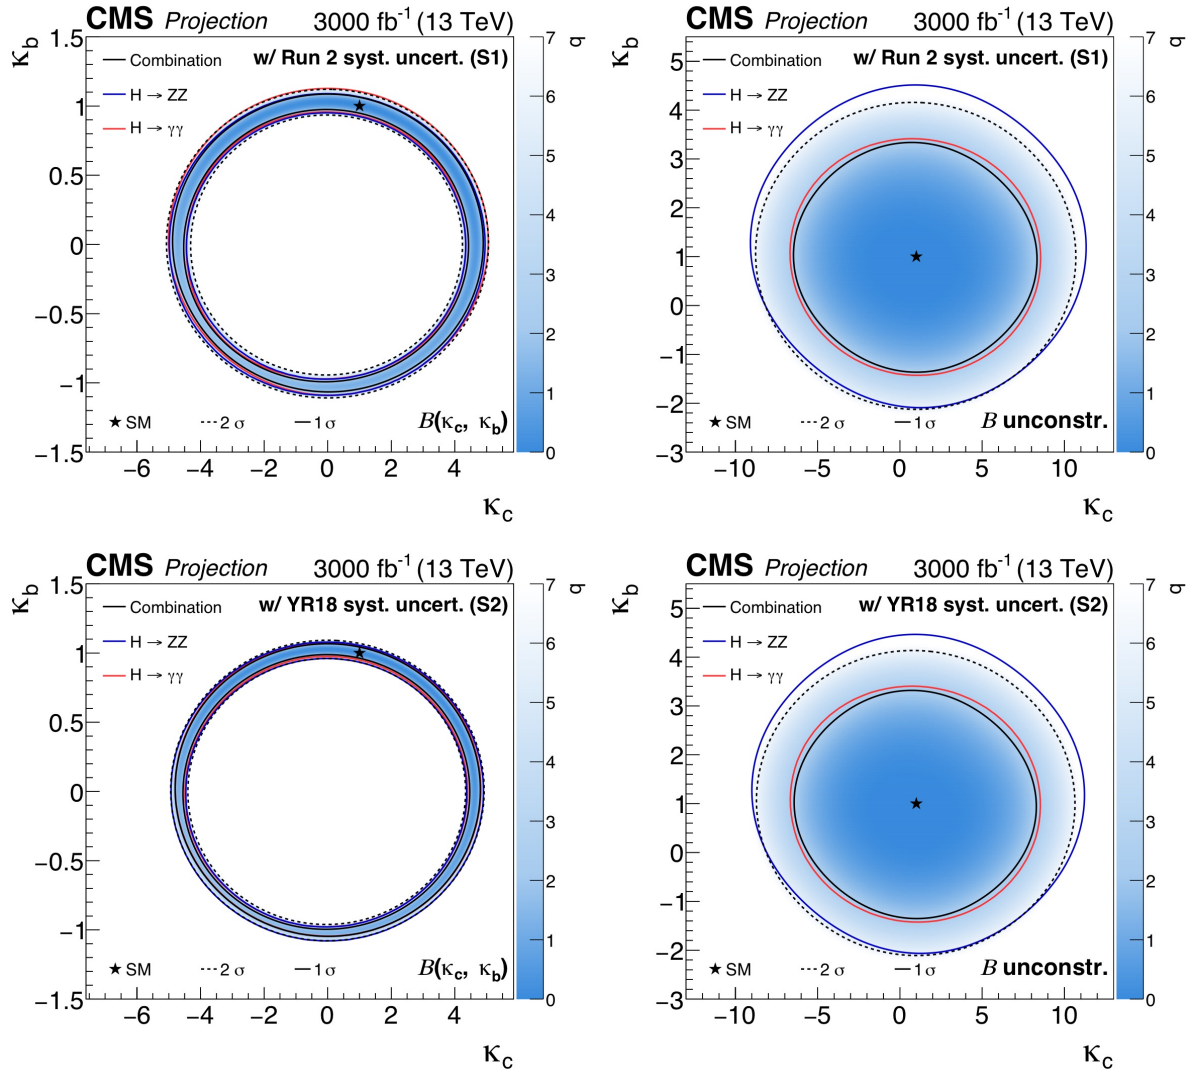 CMS Projection 3000 fb⁻¹ (13 TeV)
κb
1.5
1
0.5
0
−0.5
−1
−1.5
Combination
w/ Run 2 syst. uncert. (S1)
H → ZZ
H → γγ
★ SM
2 σ
1 σ
B(κc, κb)
−6 −4 −2 0 2 4
κc
q
7
6
5
4
3
2
1
0
CMS Projection 3000 fb⁻¹ (13 TeV)
κb
5
4
3
2
1
0
−1
−2
−3
Combination
w/ Run 2 syst. uncert. (S1)
H → ZZ
H → γγ
★ SM
2 σ
1 σ
B unconstr.
−10 −5 0 5 10
κc
q
7
6
5
4
3
2
1
0
CMS Projection 3000 fb⁻¹ (13 TeV)
κb
1.5
1
0.5
0
−0.5
−1
−1.5
Combination
w/ YR18 syst. uncert. (S2)
H → ZZ
H → γγ
★ SM
2 σ
1 σ
B(κc, κb)
−6 −4 −2 0 2 4
κc
q
7
6
5
4
3
2
1
0
CMS Projection 3000 fb⁻¹ (13 TeV)
κb
5
4
3
2
1
0
−1
−2
−3
Combination
w/ YR18 syst. uncert. (S2)
H → ZZ
H → γγ
★ SM
2 σ
1 σ
B unconstr.
−10 −5 0 5 10
κc
q
7
6
5
4
3
2
1
0